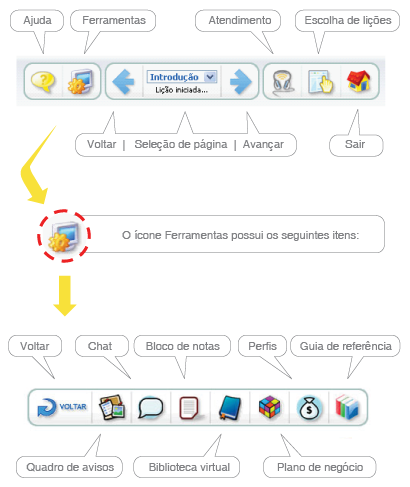 Ajuda
Ferramentas
Atendimento
Escolha de lições
Introdução
Lição iniciada...
Voltar | Seleção de página | Avançar
Sair
O ícone Ferramentas possui os seguintes itens:
Voltar
Chat
Bloco de notas
Perfis
Guia de referência
VOLTAR
Quadro de avisos
Biblioteca virtual
Plano de negócio